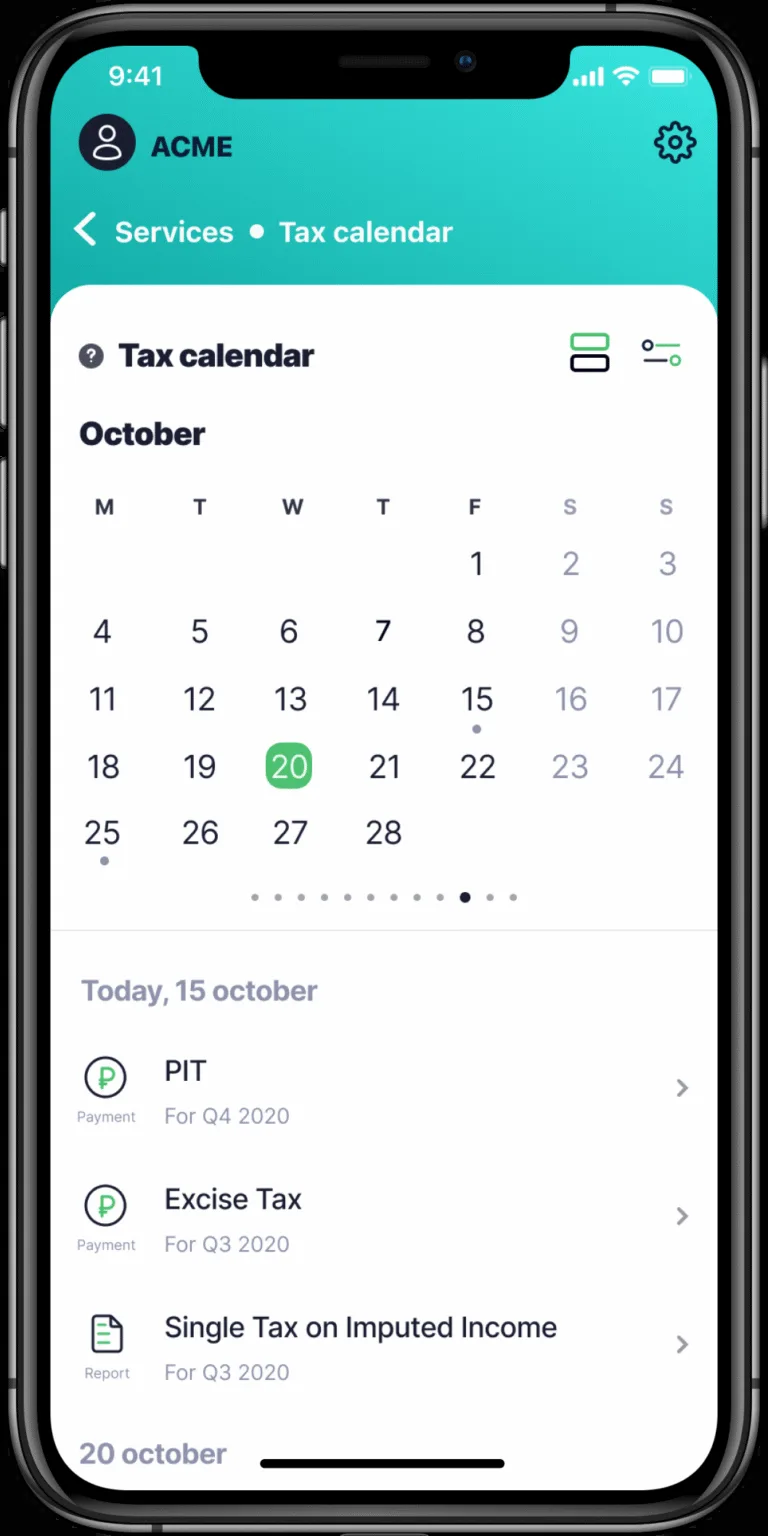 9:41
ACME
Services • Tax calendar
? Tax calendar
October
M T W T F S S
1 2 3
4 5 6 7 8 9 10
11 12 13 14 15 16 17
18 19 20 21 22 23 24
25 26 27 28
Today, 15 october
PIT
Payment For Q4 2020
Excise Tax
Payment For Q3 2020
Single Tax on Imputed Income
Report For Q3 2020
20 october